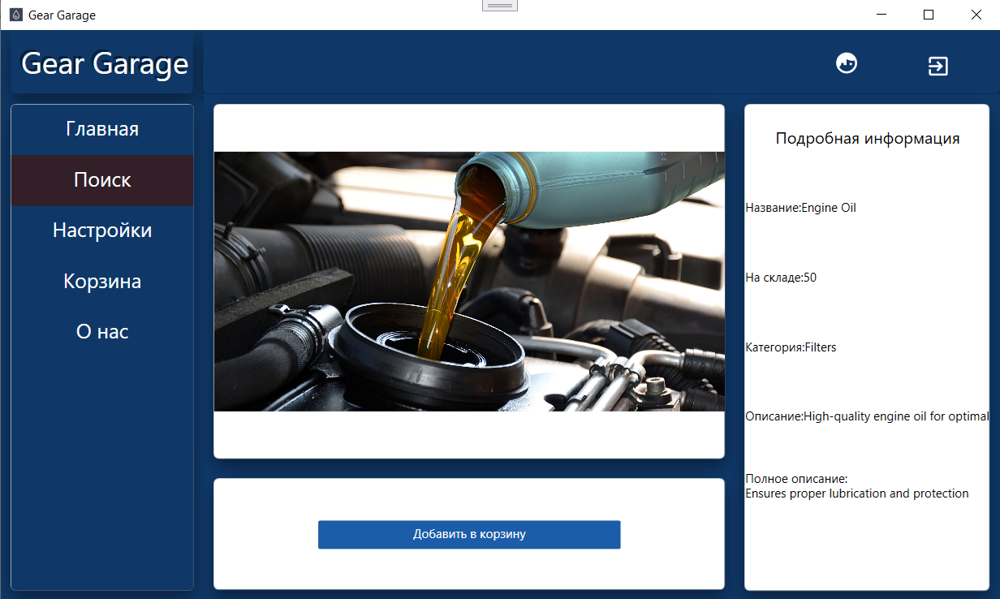 Gear Garage
Gear Garage
Главная
Поиск
Настройки
Корзина
О нас
Подробная информация
Название:Engine Oil
На складе:50
Категория:Filters
Описание:High-quality engine oil for optimal
Полное описание:
Ensures proper lubrication and protection
Добавить в корзину